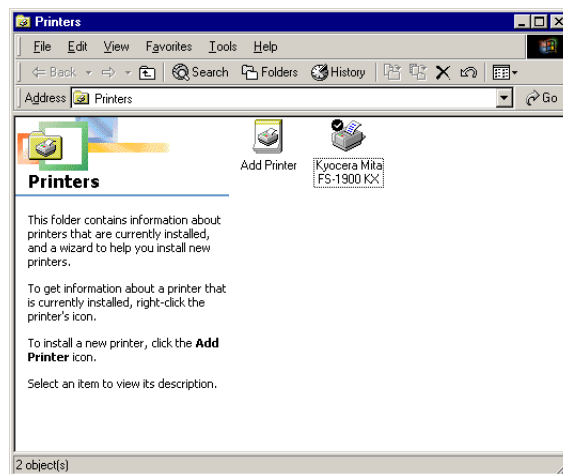 Printers
File Edit View Favorites Tools Help
Back Search Folders History
Address Printers Go
Add Printer
Kyocera Mita
FS-1900 KX
Printers
This folder contains information about
printers that are currently installed,
and a wizard to help you install new
printers.
To get information about a printer that
is currently installed, right-click the
printer's icon.
To install a new printer, click the Add
Printer icon.
Select an item to view its description.
2 object(s)